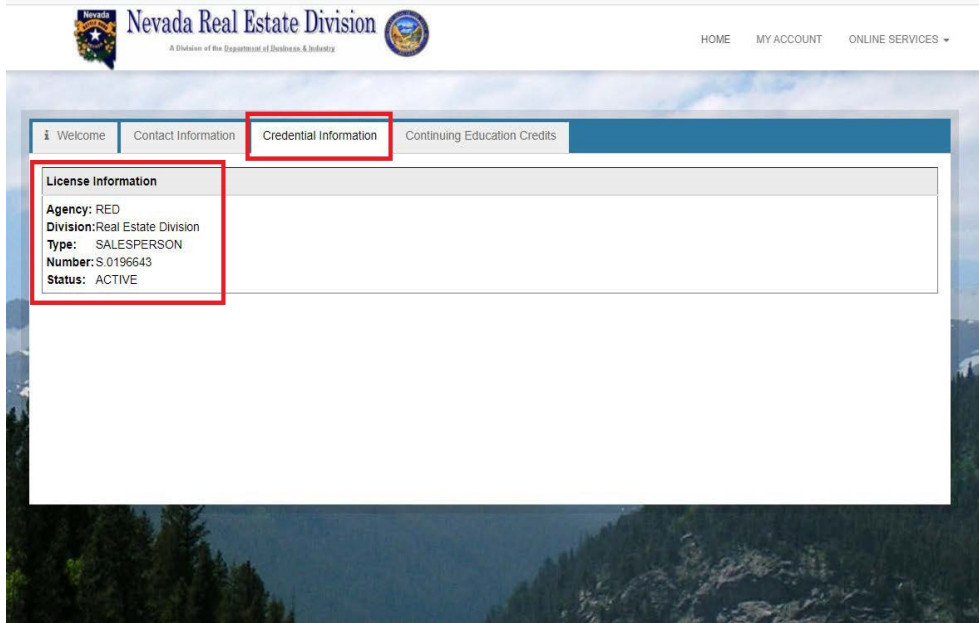 Nevada
Nevada Real Estate Division
A Division of the Department of Business & Industry
HOME MY ACCOUNT ONLINE SERVICES
i Welcome Contact Information Credential Information Continuing Education Credits
License Information
Agency: RED
Division:Real Estate Division
Type: SALESPERSON
Number: S.0196643
Status: ACTIVE